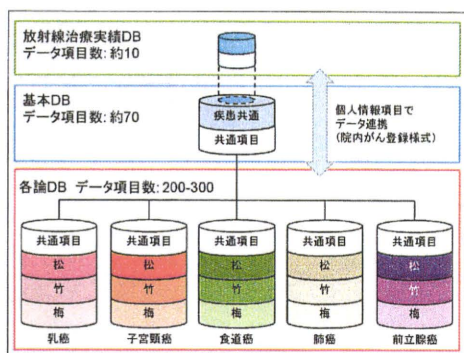 放射線治療実績DB
データ項目数: 約10
基本DB
データ項目数: 約70
疾患共通
共通項目
個人情報項目で
データ連携
(院内がん登録様式)
各論DB データ項目数: 200-300
共通項目 共通項目 共通項目 共通項目 共通項目
松 松 松 松 松
竹 竹 竹 竹 竹
梅 梅 梅 梅 梅
乳癌 子宮頸癌 食道癌 肺癌 前立腺癌